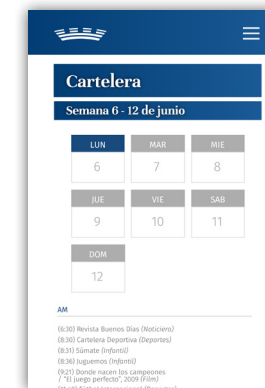 Cartelera
Semana 6 - 12 de junio
LUN MAR MIE
6 7 8
JUE VIE SAB
9 10 11
DOM
12
AM
(6:30) Revista Buenos Días (Noticiero)
(8:30) Cartelera Deportiva (Deportes)
(8:31) Súmate (Infantil)
(8:36) Juguemos (Infantil)
(9:21) Donde nacen los campeones
/ "El juego perfecto", 2009 (Film)